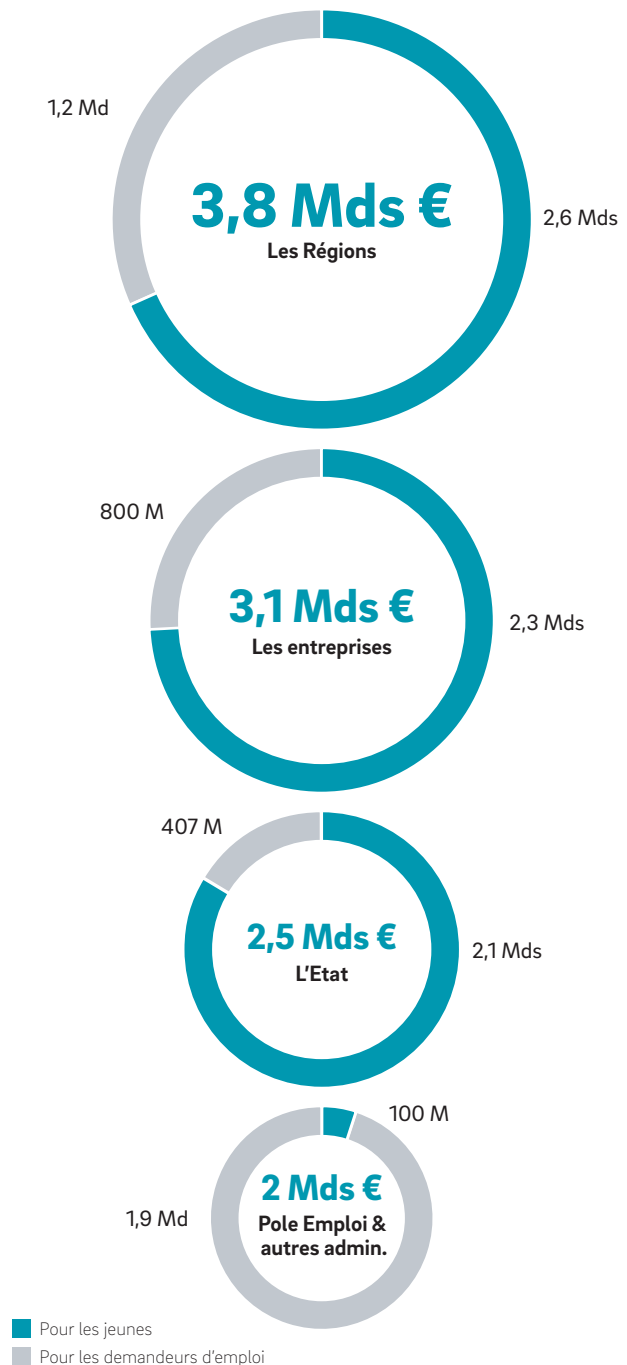 1,2 Md
3,8 Mds €
Les Régions
2,6 Mds
800 M
3,1 Mds €
Les entreprises
2,3 Mds
407 M
2,5 Mds €
L’Etat
2,1 Mds
100 M
2 Mds €
Pole Emploi &
autres admin.
1,9 Md
Pour les jeunes
Pour les demandeurs d'emploi